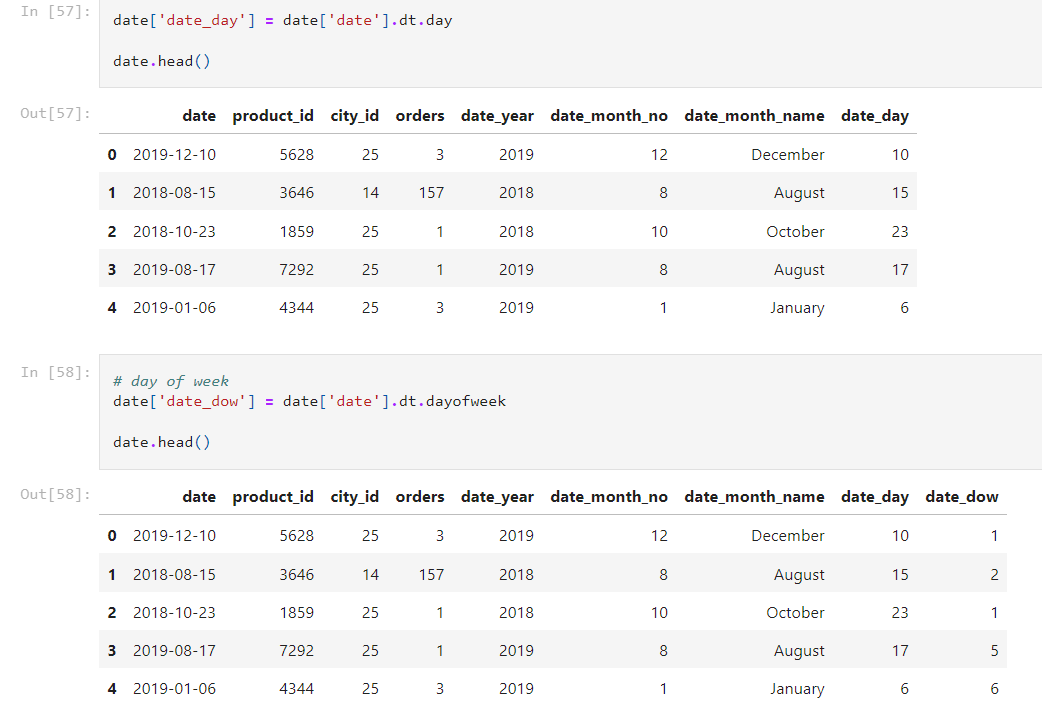 In [57]:
date['date_day'] = date['date'].dt.day
date.head()
Out[57]:
date product_id city_id orders date_year date_month_no date_month_name date_day
0 2019-12-10 5628 25 3 2019 12 December 10
1 2018-08-15 3646 14 157 2018 8 August 15
2 2018-10-23 1859 25 1 2018 10 October 23
3 2019-08-17 7292 25 1 2019 8 August 17
4 2019-01-06 4344 25 3 2019 1 January 6
In [58]:
# day of week
date['date_dow'] = date['date'].dt.dayofweek
date.head()
Out[58]:
date product_id city_id orders date_year date_month_no date_month_name date_day date_dow
0 2019-12-10 5628 25 3 2019 12 December 10 1
1 2018-08-15 3646 14 157 2018 8 August 15 2
2 2018-10-23 1859 25 1 2018 10 October 23 1
3 2019-08-17 7292 25 1 2019 8 August 17 5
4 2019-01-06 4344 25 3 2019 1 January 6 6